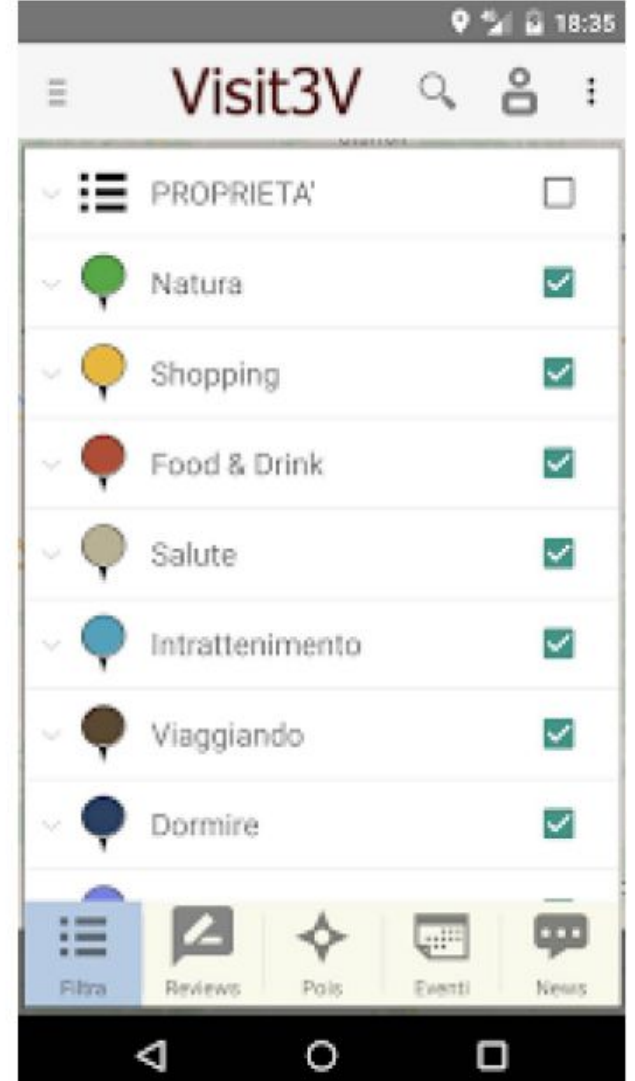 18:35
Visit3V
PROPRIETA'
Natura
Shopping
Food & Drink
Salute
Intrattenimento
Viaggiando
Dormire
Filtra Reviews Pois Eventi News